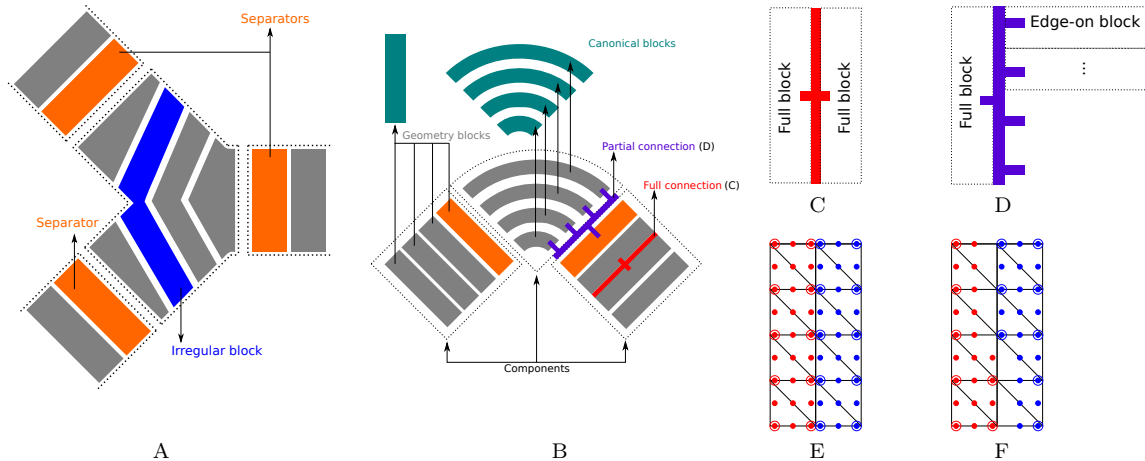 Separators
Separator
Irregular block
A
Canonical blocks
Geometry blocks
Partial connection (D)
Full connection (C)
Components
B
Full block
Full block
C
Edge-on block
...
Full block
D
E
F